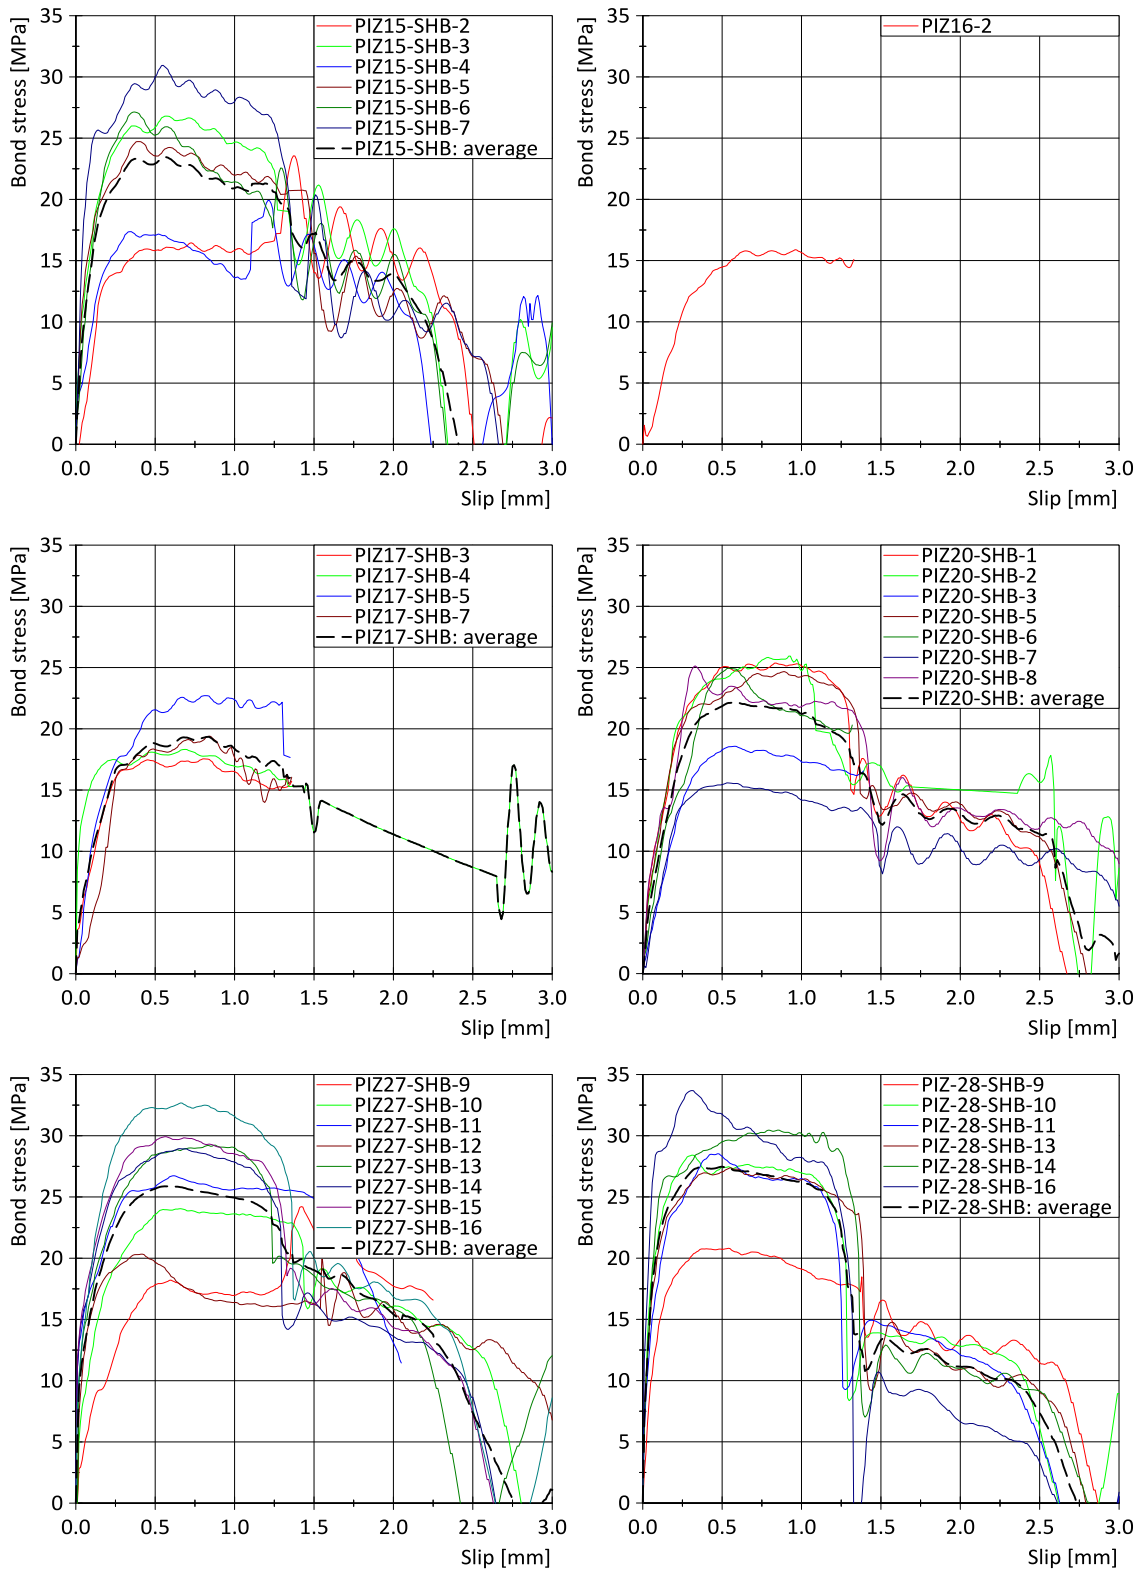 Bond stress [MPa]
35
30
25
20
15
10
5
0
0.0 0.5 1.0 1.5 2.0 2.5 3.0
Slip [mm]
PIZ15-SHB-2
PIZ15-SHB-3
PIZ15-SHB-4
PIZ15-SHB-5
PIZ15-SHB-6
PIZ15-SHB-7
PIZ15-SHB: average
Bond stress [MPa]
35
30
25
20
15
10
5
0
0.0 0.5 1.0 1.5 2.0 2.5 3.0
Slip [mm]
PIZ16-2
Bond stress [MPa]
35
30
25
20
15
10
5
0
0.0 0.5 1.0 1.5 2.0 2.5 3.0
Slip [mm]
PIZ17-SHB-3
PIZ17-SHB-4
PIZ17-SHB-5
PIZ17-SHB-7
PIZ17-SHB: average
Bond stress [MPa]
35
30
25
20
15
10
5
0
0.0 0.5 1.0 1.5 2.0 2.5 3.0
Slip [mm]
PIZ20-SHB-1
PIZ20-SHB-2
PIZ20-SHB-3
PIZ20-SHB-5
PIZ20-SHB-6
PIZ20-SHB-7
PIZ20-SHB-8
PIZ20-SHB: average
Bond stress [MPa]
35
30
25
20
15
10
5
0
0.0 0.5 1.0 1.5 2.0 2.5 3.0
Slip [mm]
PIZ27-SHB-9
PIZ27-SHB-10
PIZ27-SHB-11
PIZ27-SHB-12
PIZ27-SHB-13
PIZ27-SHB-14
PIZ27-SHB-15
PIZ27-SHB-16
PIZ27-SHB: average
Bond stress [MPa]
35
30
25
20
15
10
5
0
0.0 0.5 1.0 1.5 2.0 2.5 3.0
Slip [mm]
PIZ-28-SHB-9
PIZ-28-SHB-10
PIZ-28-SHB-11
PIZ-28-SHB-13
PIZ-28-SHB-14
PIZ-28-SHB-16
PIZ-28-SHB: average